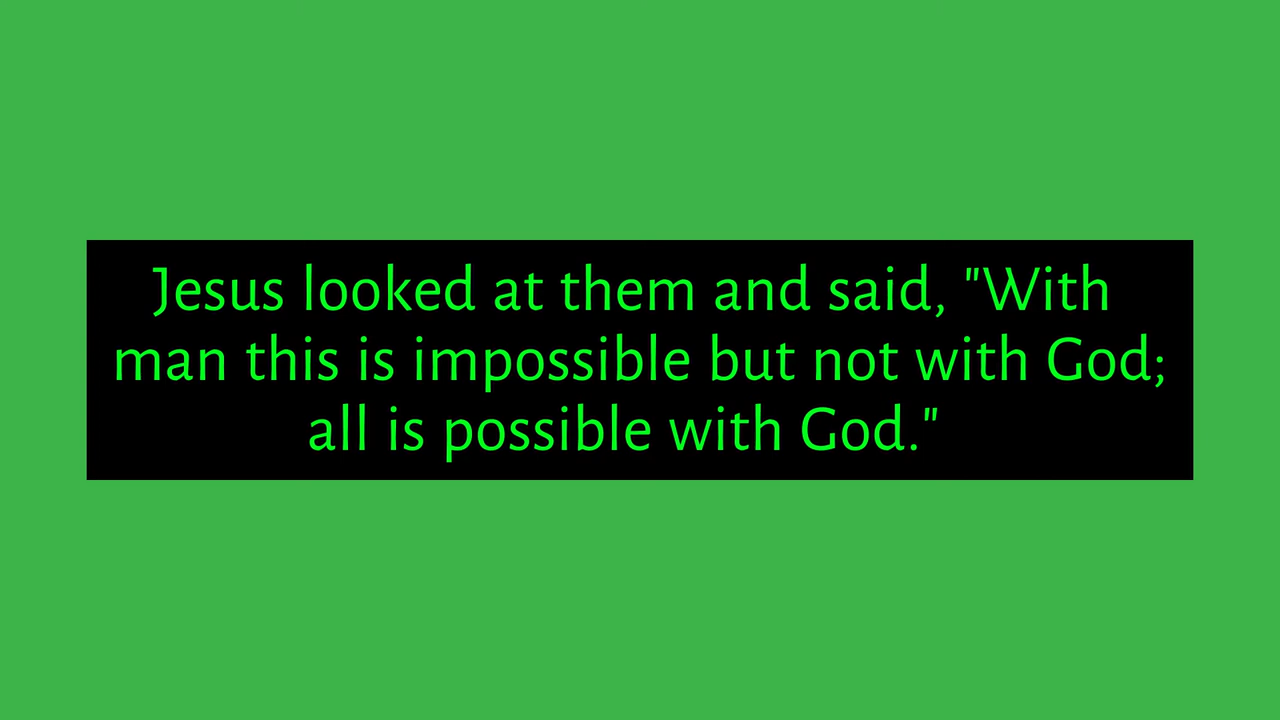 Jesus looked at them and said, "With
man this is impossible but not with God;
all is possible with God."